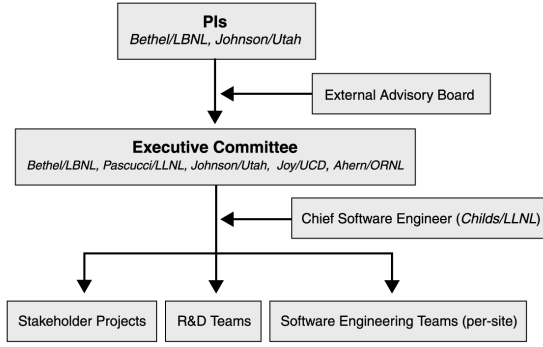 PIs
Bethel/LBNL, Johnson/Utah
External Advisory Board
Executive Committee
Bethel/LBNL, Pascucci/LLNL, Johnson/Utah, Joy/UCD, Ahern/ORNL
Chief Software Engineer (Childs/LLNL)
Stakeholder Projects
R&D Teams
Software Engineering Teams (per-site)